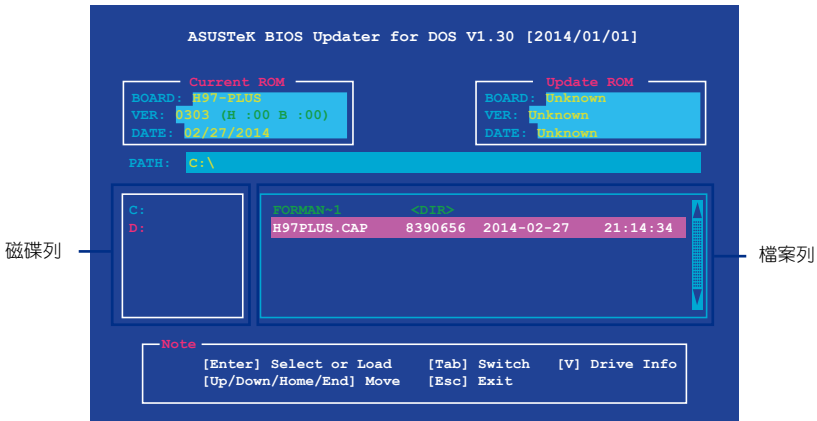 ASUSTeK BIOS Updater for DOS V1.30 [2014/01/01]
Current ROM
BOARD: H97-PLUS
VER: 0303 (H :00 B :00)
DATE: 02/27/2014
Update ROM
BOARD: Unknown
VER: Unknown
DATE: Unknown
PATH: C:\
磁碟列
C:
D:
FORMAN~1 <DIR>
H97PLUS.CAP 8390656 2014-02-27 21:14:34
檔案列
Note
[Enter] Select or Load [Tab] Switch [V] Drive Info
[Up/Down/Home/End] Move [Esc] Exit